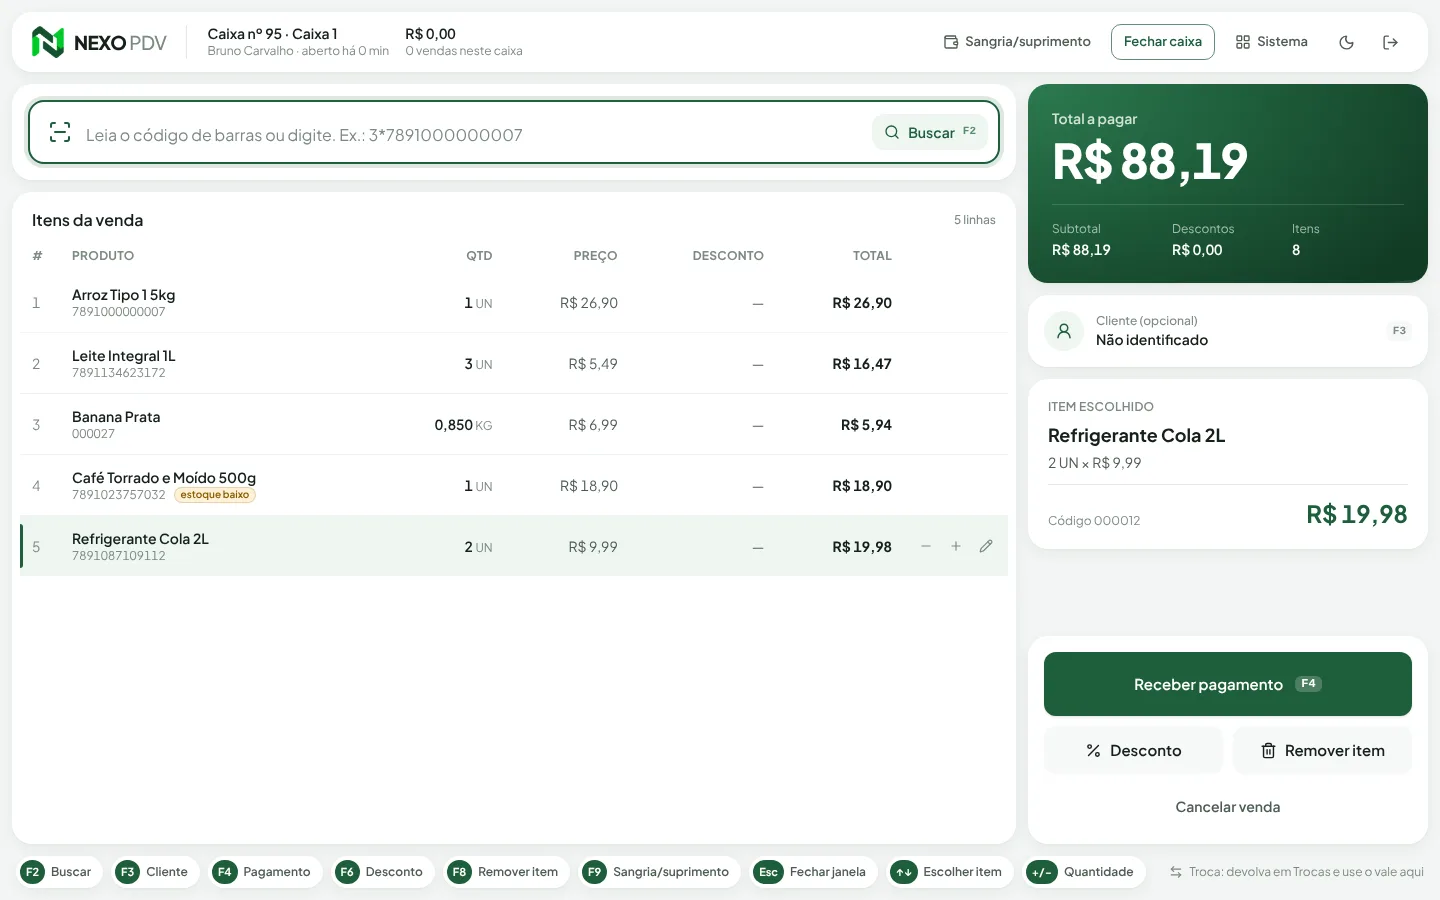 NEXO PDV
Caixa nº 95 · Caixa 1
Bruno Carvalho · aberto há 0 min
R$ 0,00
0 vendas neste caixa
Sangria/suprimento
Fechar caixa
Sistema
Leia o código de barras ou digite. Ex.: 3*7891000000007
Buscar F2
Itens da venda
5 linhas
# PRODUTO QTD PREÇO DESCONTO TOTAL
1 Arroz Tipo 1 5kg 1 UN R$ 26,90 — R$ 26,90
7891000000007
2 Leite Integral 1L 3 UN R$ 5,49 — R$ 16,47
7891134623172
3 Banana Prata 0,850 KG R$ 6,99 — R$ 5,94
000027
4 Café Torrado e Moído 500g 1 UN R$ 18,90 — R$ 18,90
7891023757032 estoque baixo
5 Refrigerante Cola 2L 2 UN R$ 9,99 — R$ 19,98 − +
7891087109112
Total a pagar
R$ 88,19
Subtotal Descontos Itens
R$ 88,19 R$ 0,00 8
Cliente (opcional)
Não identificado
F3
ITEM ESCOLHIDO
Refrigerante Cola 2L
2 UN × R$ 9,99
Código 000012
R$ 19,98
Receber pagamento F4
Desconto
Remover item
Cancelar venda
F2 Buscar
F3 Cliente
F4 Pagamento
F6 Desconto
F8 Remover item
F9 Sangria/suprimento
Esc Fechar janela
↑↓ Escolher item
+/− Quantidade
Troca: devolva em Trocas e use o vale aqui